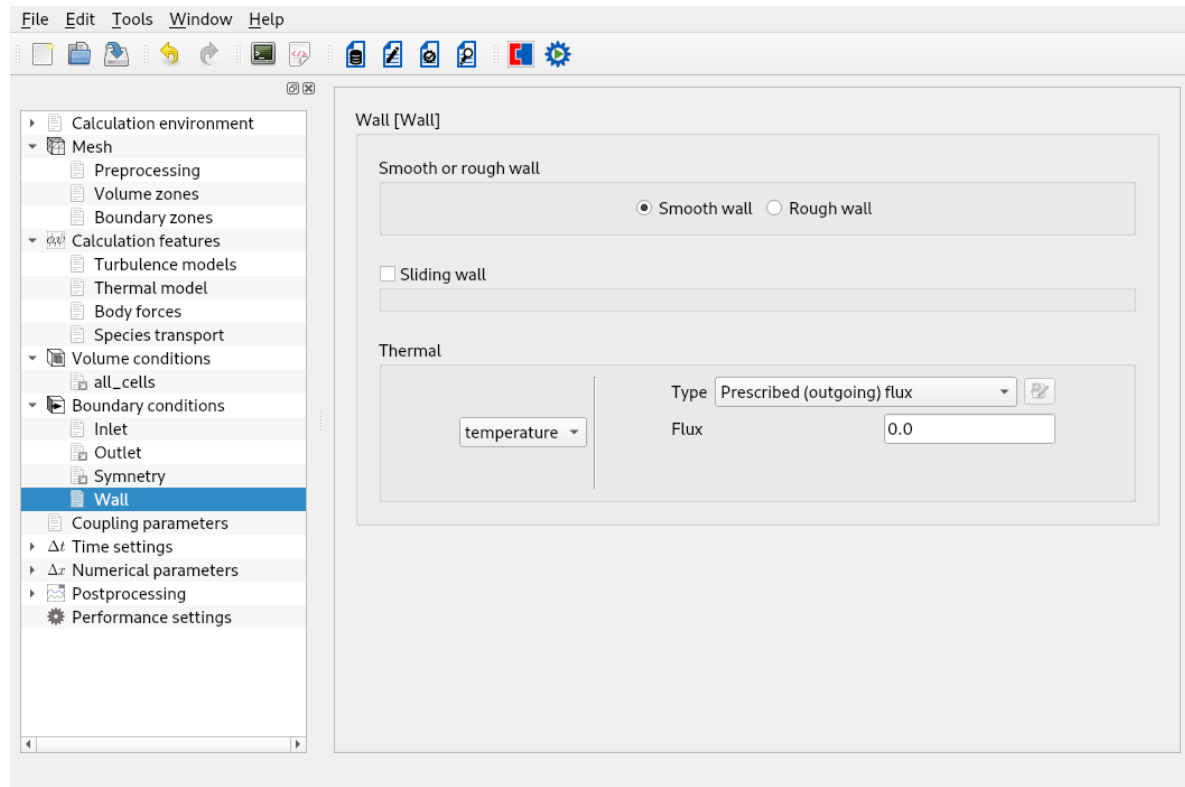 File Edit Tools Window Help
Calculation environment
Mesh
Preprocessing
Volume zones
Boundary zones
Calculation features
Turbulence models
Thermal model
Body forces
Species transport
Volume conditions
all_cells
Boundary conditions
Inlet
Outlet
Symnetry
Wall
Coupling parameters
Δt Time settings
Δx Numerical parameters
Postprocessing
Performance settings
Wall [Wall]
Smooth or rough wall
Smooth wall Rough wall
Sliding wall
Thermal
temperature
Type Prescribed (outgoing) flux
Flux 0.0